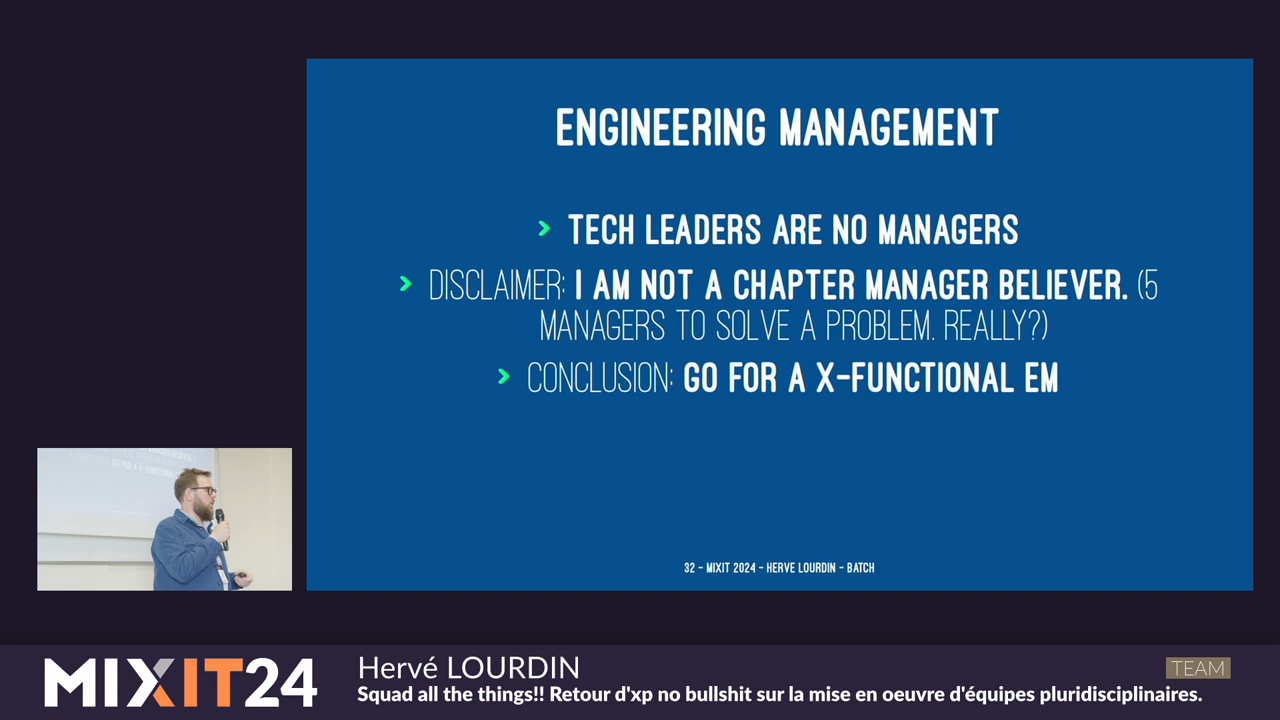 ENGINEERING MANAGEMENT
TECH LEADERS ARE NO MANAGERS
DISCLAIMER: I AM NOT A CHAPTER MANAGER BELIEVER. (5
MANAGERS TO SOLVE A PROBLEM. REALLY?)
CONCLUSION: GO FOR A X-FUNCTIONAL EM
32 - MIXIT 2024 - HERVE LOURDIN - BATCH
MIXIT24
Hervé LOURDIN
TEAM
Squad all the things!! Retour d'xp no bullshit sur la mise en oeuvre d'équipes pluridisciplinaires.